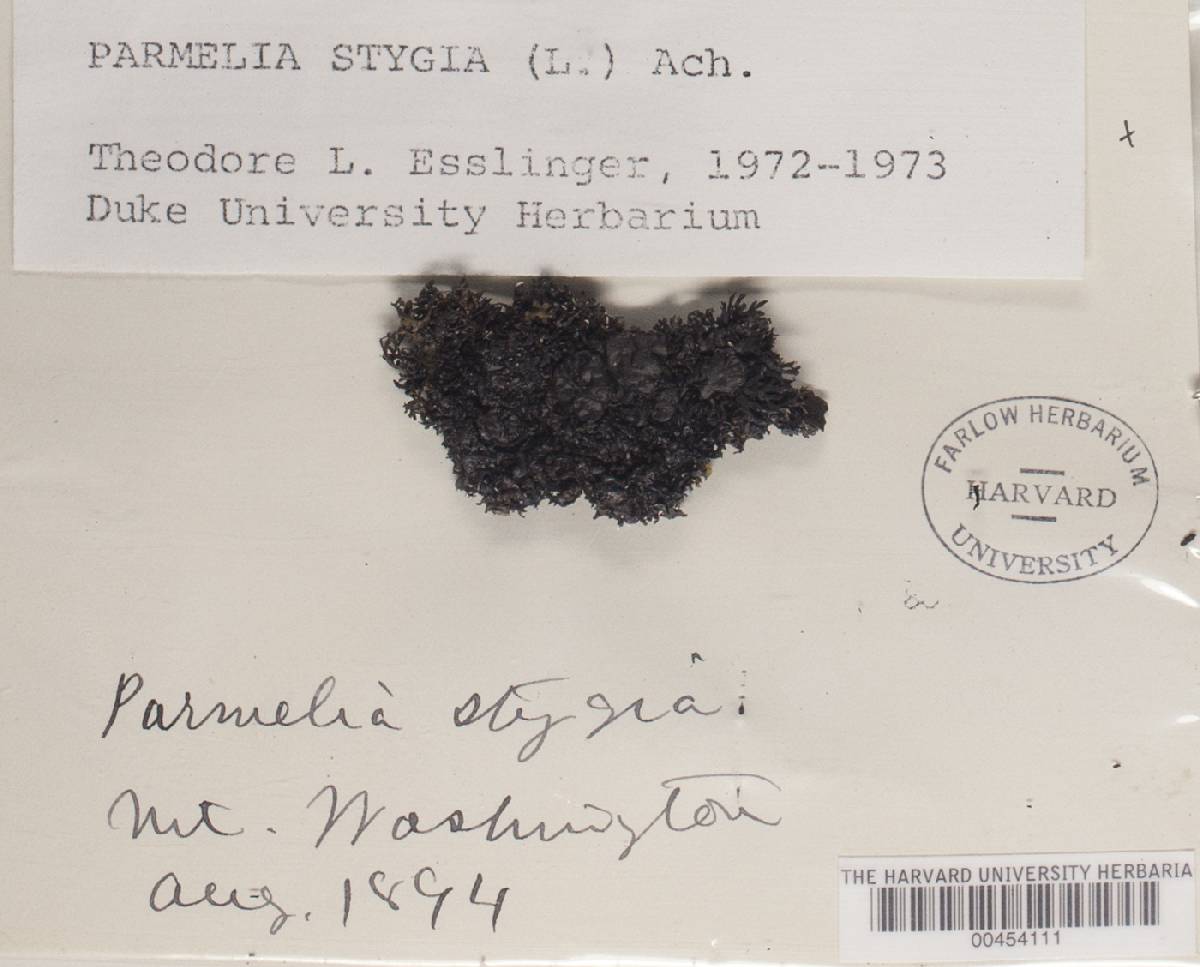 PARMELIA STYGIA (L.) Ach.
Theodore L. Esslinger, 1972-1973
Duke University Herbarium
FARLOW HERBARIUM
HARVARD
UNIVERSITY
Parmelia stygia.
Mt. Washington
Aug. 1894
THE HARVARD UNIVERSITY HERBARIA
00454111